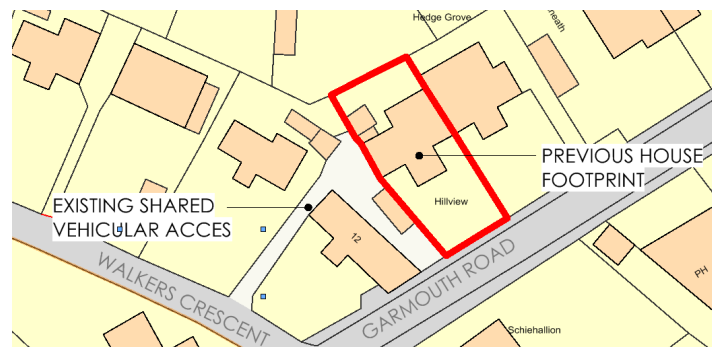 Hedge Grove
PREVIOUS HOUSE
FOOTPRINT
EXISTING SHARED
VEHICULAR ACCES
Hillview
12
WALKERS CRESCENT
GARMOUTH ROAD
PH
Schiehallion